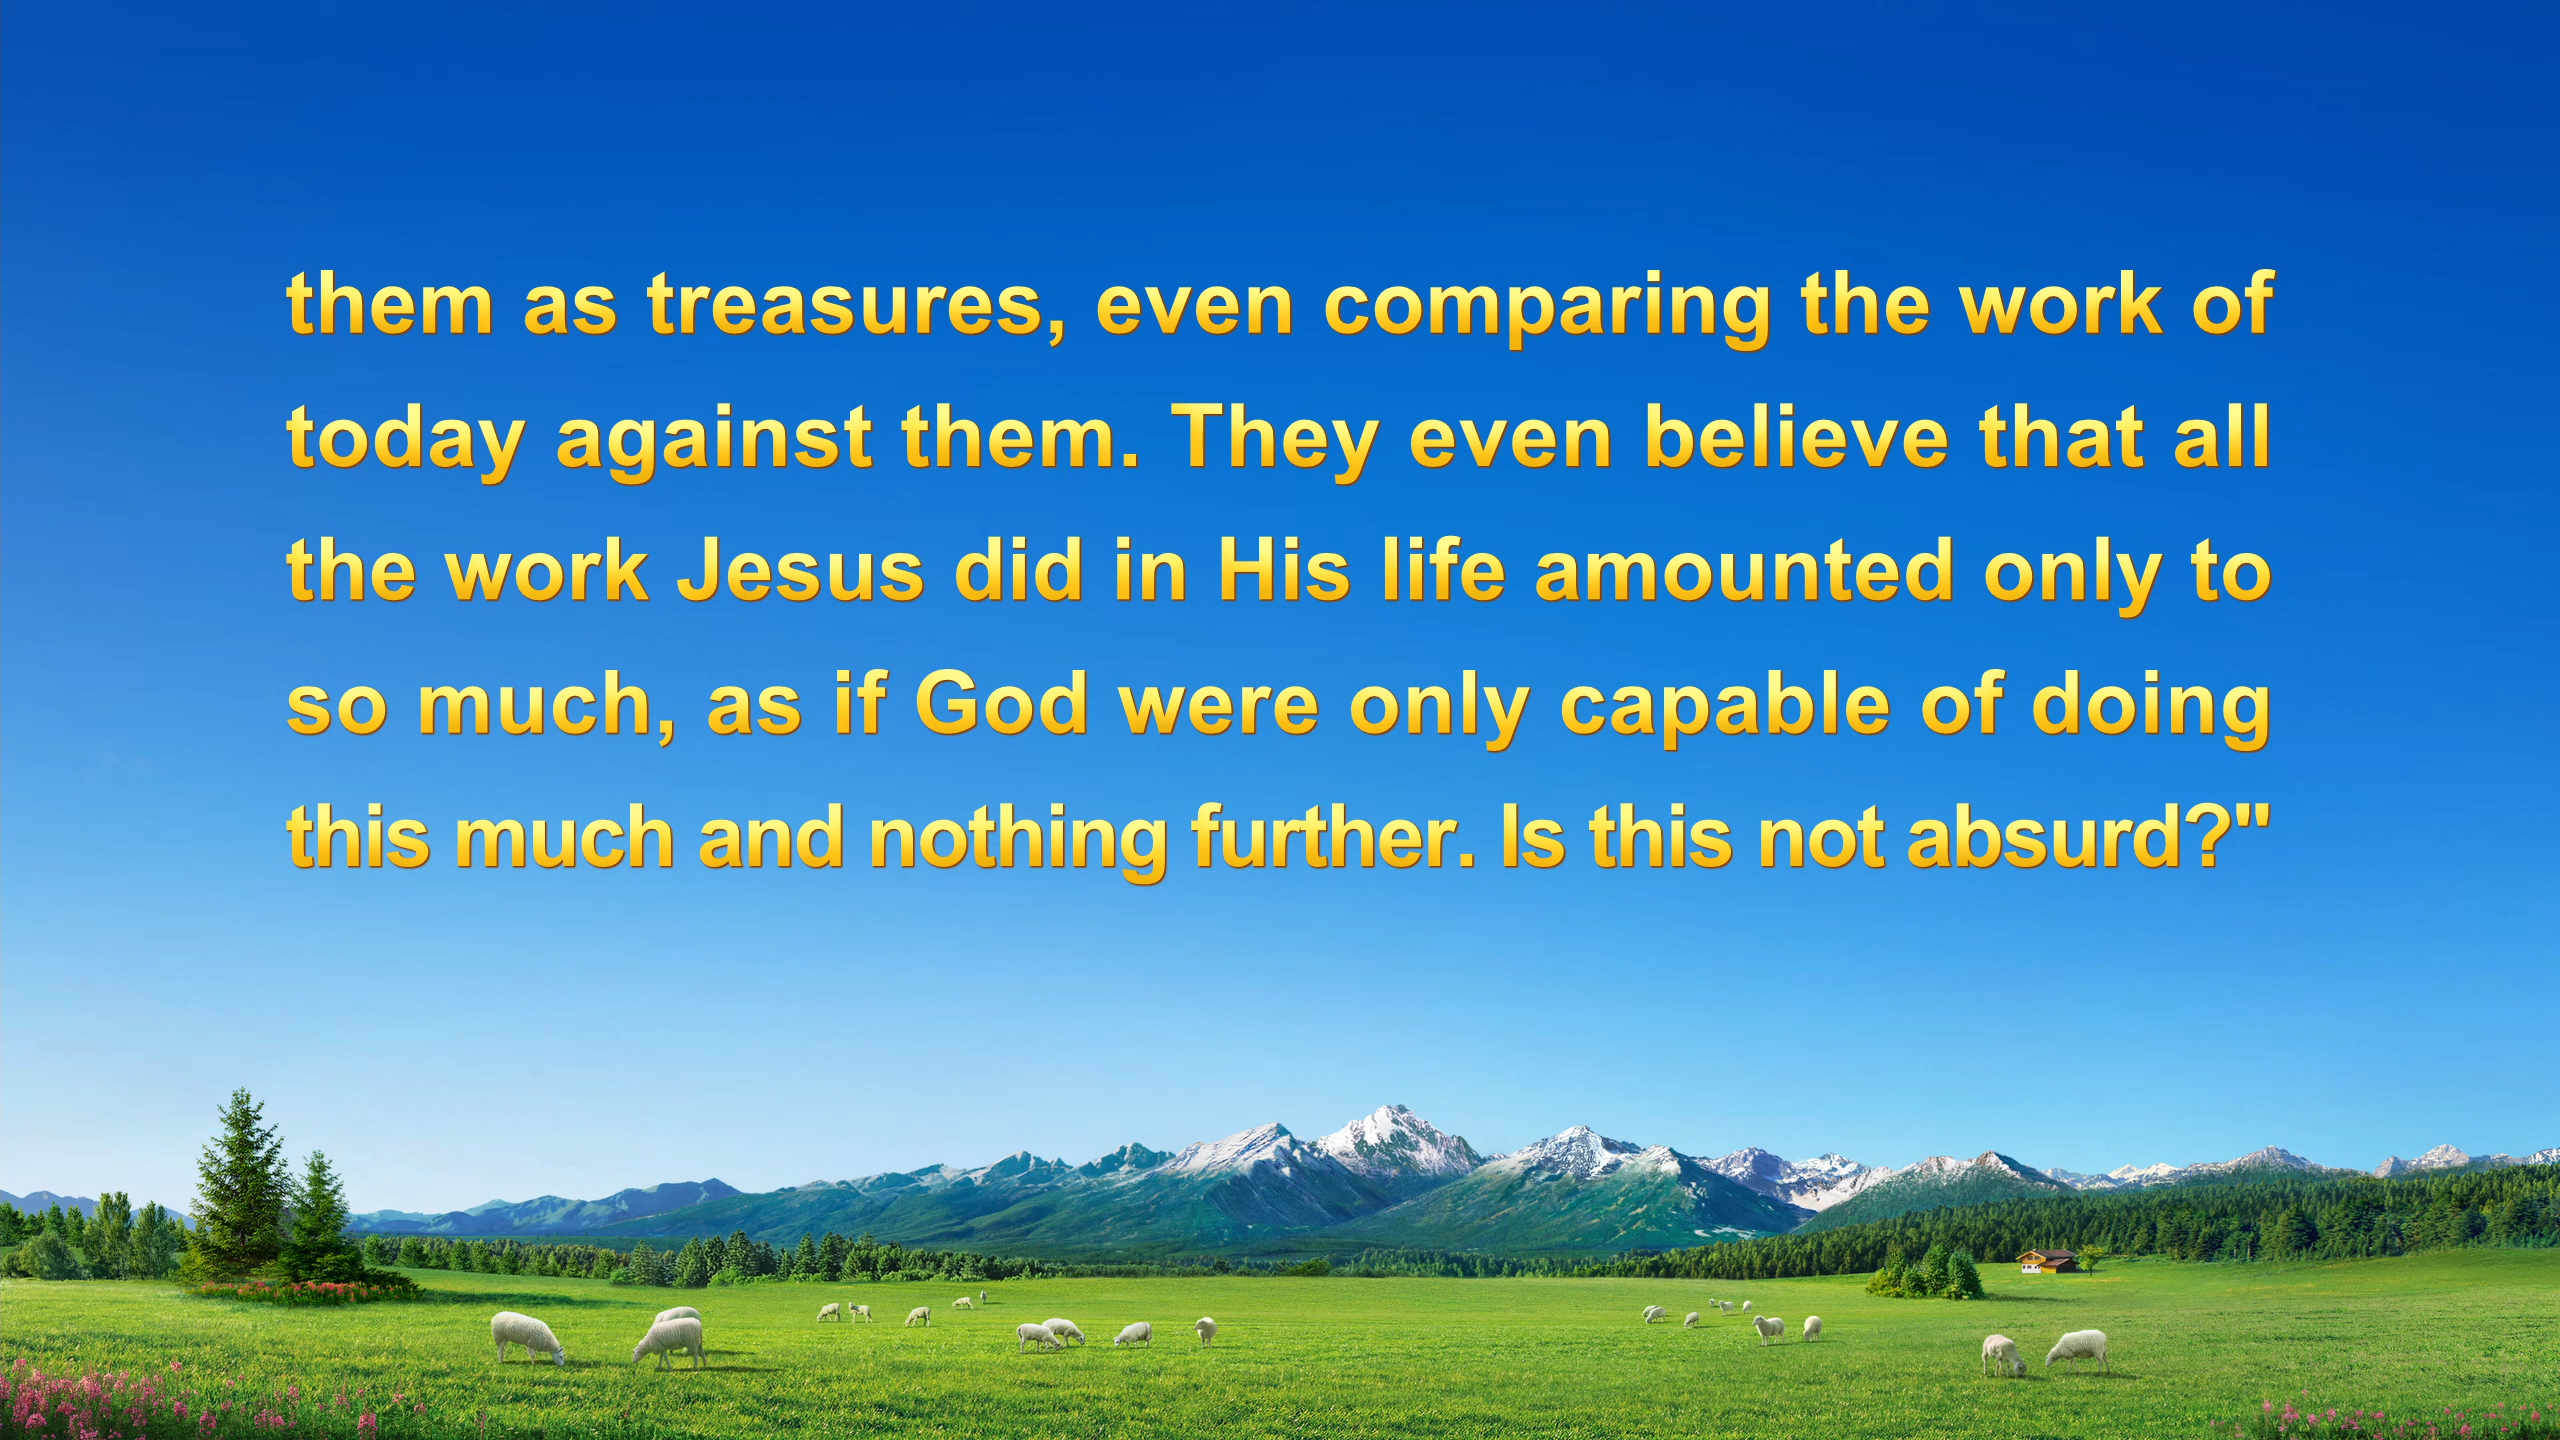 them as treasures, even comparing the work of
today against them. They even believe that all
the work Jesus did in His life amounted only to
so much, as if God were only capable of doing
this much and nothing further. Is this not absurd?"